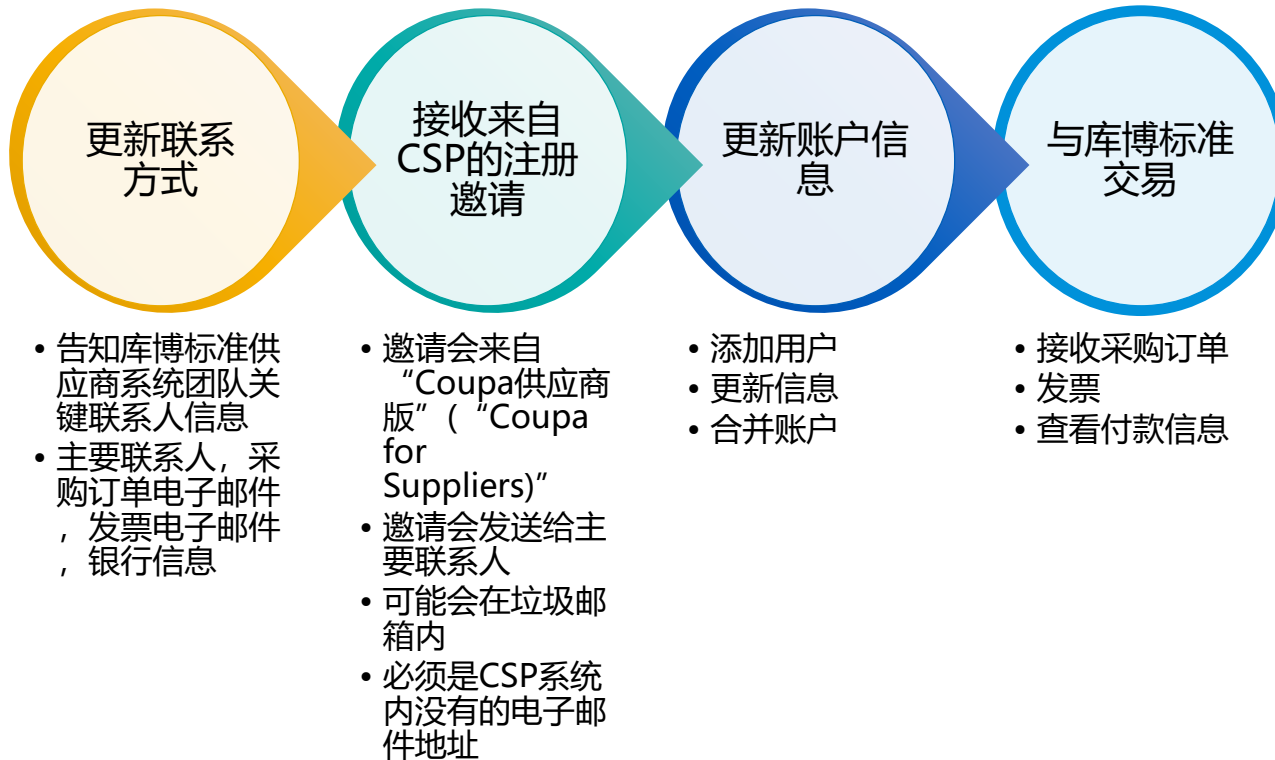 更新联系
方式
接收来自
CSP的注册
邀请
更新账户信
息
与库博标准
交易
• 告知库博标准供
应商系统团队关
键联系人信息
• 主要联系人，采
购订单电子邮件
，发票电子邮件
，银行信息
• 邀请会来自
“Coupa供应商
版”(“Coupa
for
Suppliers)”
• 邀请会发送给主
要联系人
• 可能会在垃圾邮
箱内
• 必须是CSP系统
内没有的电子邮
件地址
• 添加用户
• 更新信息
• 合并账户
• 接收采购订单
• 发票
• 查看付款信息